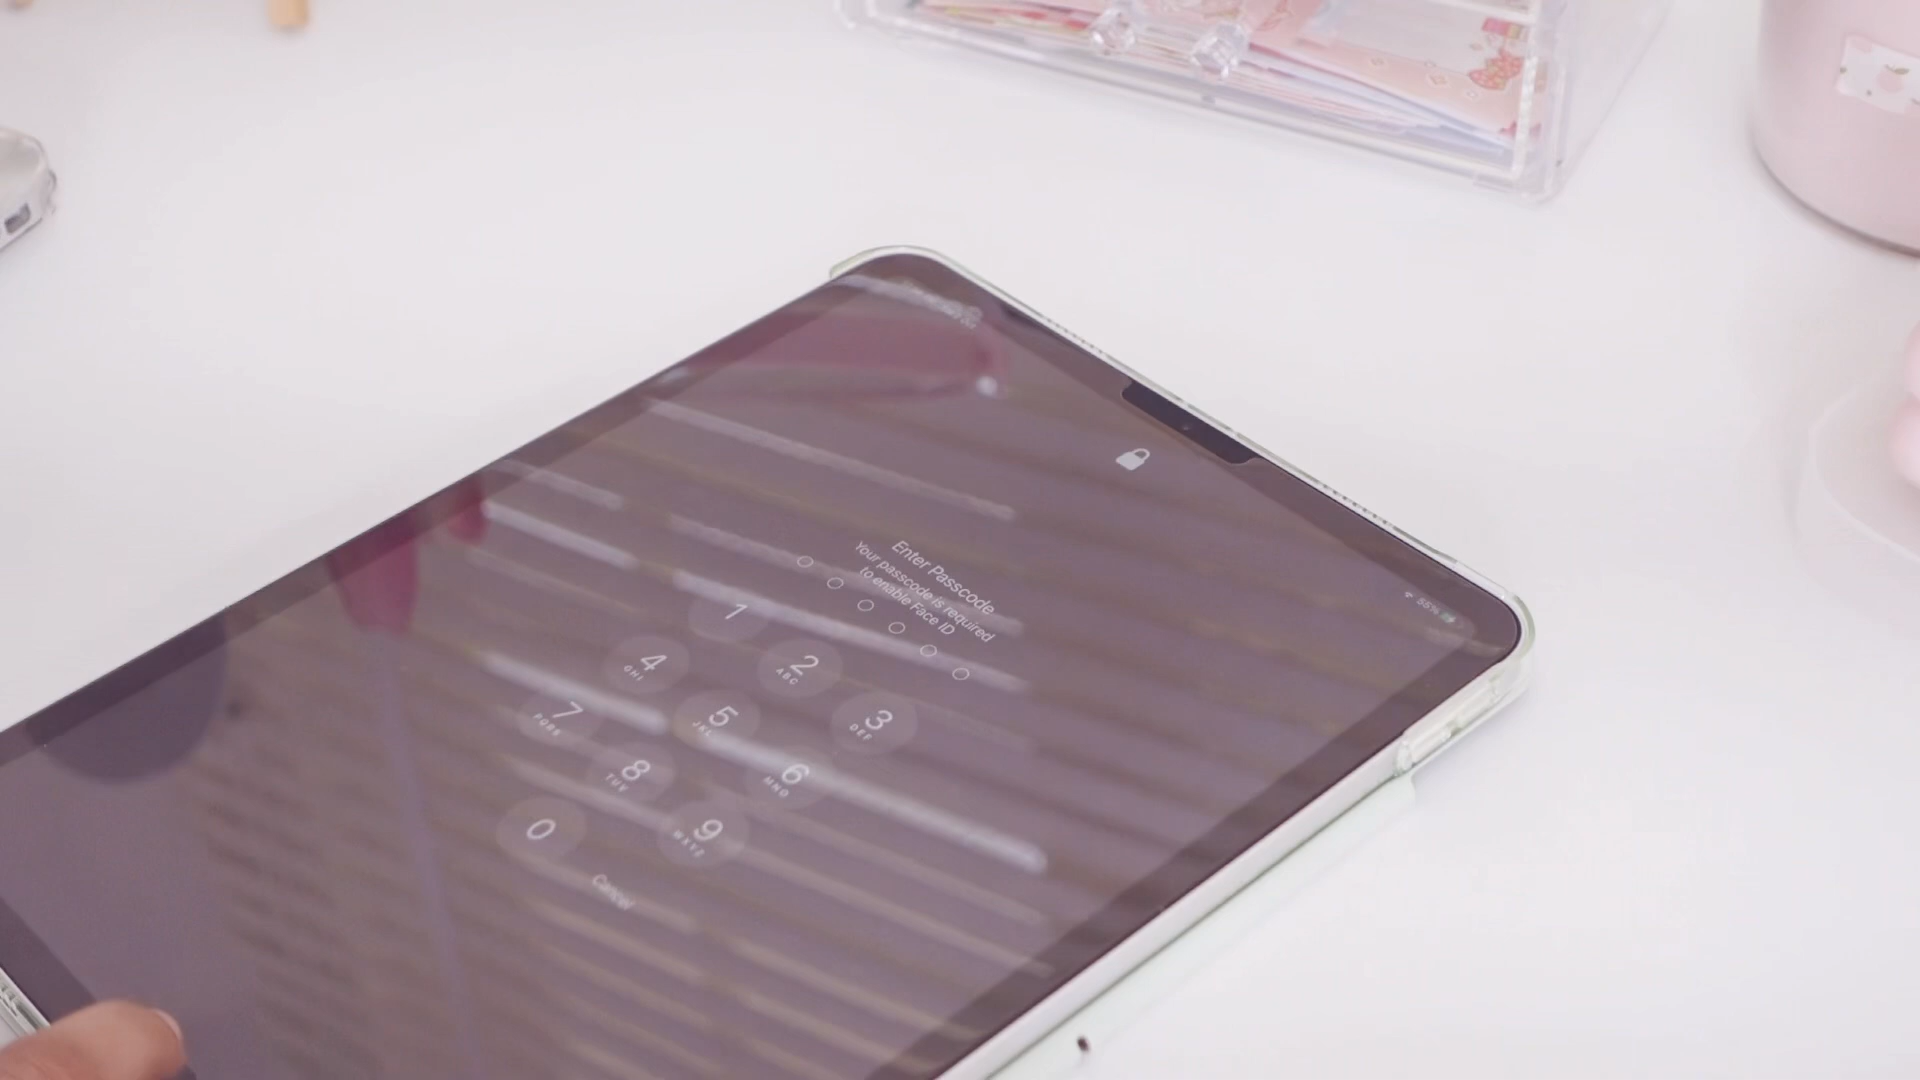 55%
Enter Passcode
Your passcode is required
to enable Face ID
1
2
ABC
3
DEF
4
GHI
5
JKL
6
MNO
7
PQRS
8
TUV
9
WXYZ
0
Cancel